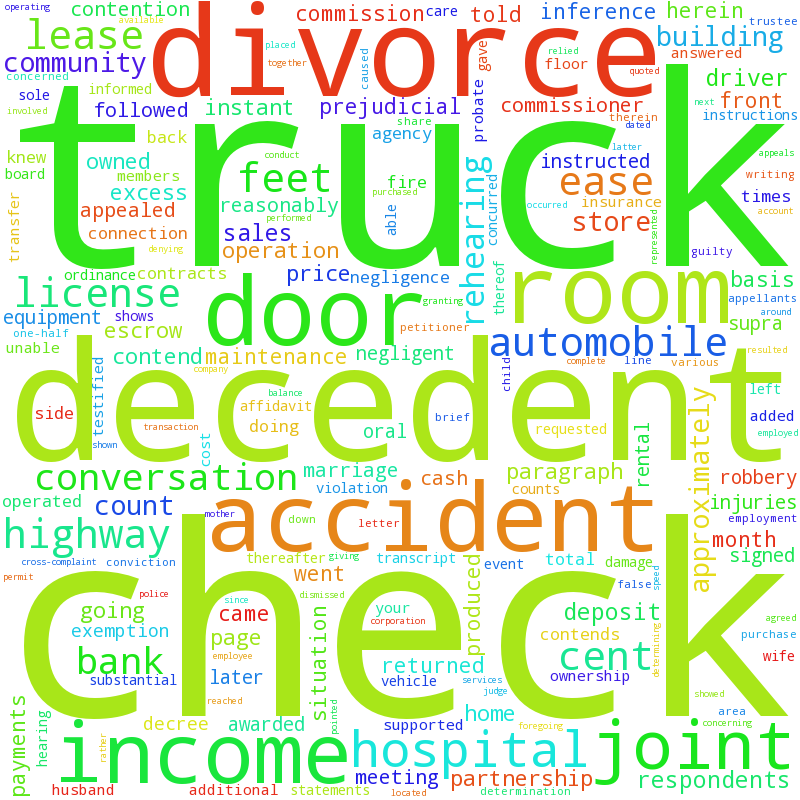 operating
contention
commission
care
told
inference
herein
available
divorce
trustee
lease
community
concerned
placed
together
caused
relied
floor
gave
quoted
building
answered
driver
sole
informed
involved
followed
instant
prejudicial
probate
commissioner
therein
dated
next
front
instructions
truck
back
share
agency
knew
board
owned
members
conduct
feet
fire
able
latter
instructed
appeals
writing
excess
purchased
ease
times
account
transfer
appealed
reasonably
performed
rehearing
concurred
occurred
insurance
represented
connection
sales
store
denying
operation
guilty
ordinance
contracts
price
negligence
thereof
room
basis
license
door
granting
appellants
equipment
shows
around
one-half
escrow
petitioner
supra
unable
contend
maintenance
negligent
automobile
child
complete
line
various
resulted
company
decedent
testified
balance
left
side
affidavit
brief
added
transaction
doing
oral
requested
employed
shown
cost
conversation
marriage
cash
paragraph
rental
approximately
robbery
operated
count
violation
counts
injuries
highway
mother
down
letter
accident
employment
month
signed
cross-complaint
conviction
thereafter
transcript
event
total
damage
permit
giving
went
produced
false
speed
check
police
since
dismissed
going
came
situation
your
deposit
agreed
exemption
page
corporation
contends
purchase
bank
employee
returned
cent
determining
wife
substantial
later
vehicle
services
judge
ownership
showed
reached
payments
hearing
decree
awarded
pointed
supported
home
foregoing
area
concerning
rather
income
hospital
joint
meeting
partnership
respondents
husband
additional
statements
located
determination